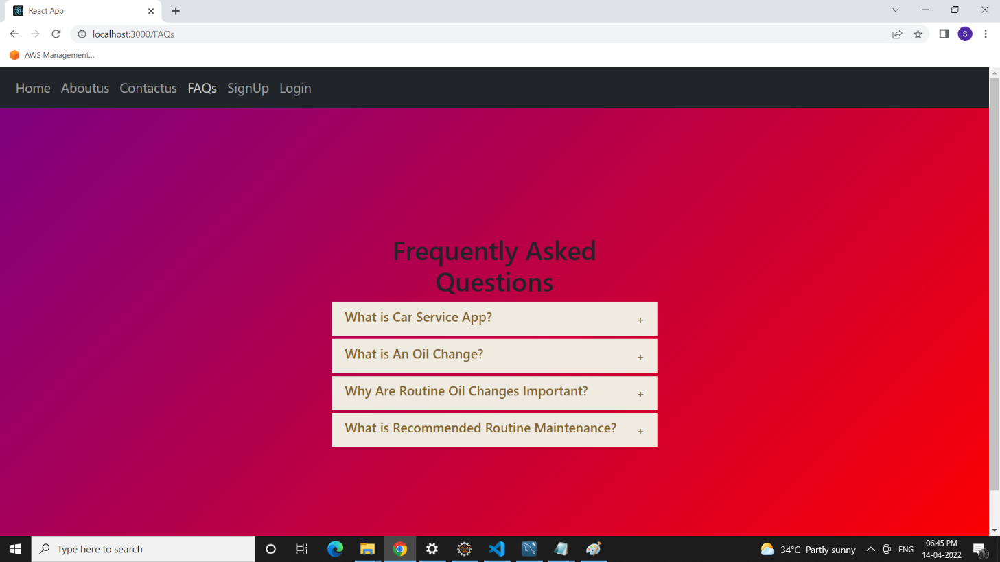 React App
localhost:3000/FAQs
S
AWS Management...
Home Aboutus Contactus FAQs SignUp Login
Frequently Asked
Questions
What is Car Service App? +
What is An Oil Change? +
Why Are Routine Oil Changes Important? +
What is Recommended Routine Maintenance? +
Type here to search
34°C Partly sunny
ENG
06:45 PM
14-04-2022
1